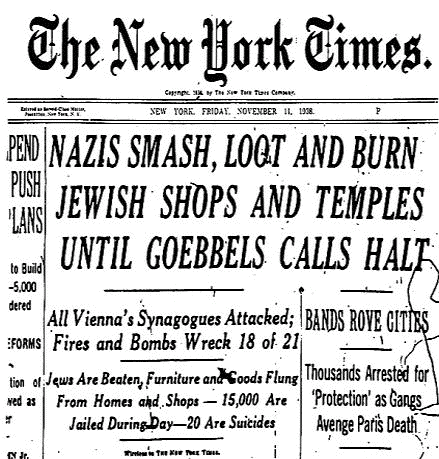 The New York Times.
Copyright, 1938, by The New York Times Company.
Entered as Second-Class Matter,
Postoffice, New York, N. Y.
NEW YORK, FRIDAY, NOVEMBER 11, 1938.
P
PEND
PUSH
LANS
to Build
–5,000
dered
EFORMS
tion of
wed as
er
NAZIS SMASH, LOOT AND BURN
JEWISH SHOPS AND TEMPLES
UNTIL GOEBBELS CALLS HALT
All Vienna's Synagogues Attacked;
Fires and Bombs Wreck 18 of 21
Jews Are Beaten, Furniture and Goods Flung
From Homes and Shops — 15,000 Are
Jailed During Day—20 Are Suicides
Wireless to THE NEW YORK TIMES.
BANDS ROVE CITIES
Thousands Arrested for
'Protection' as Gangs
Avenge Paris Death